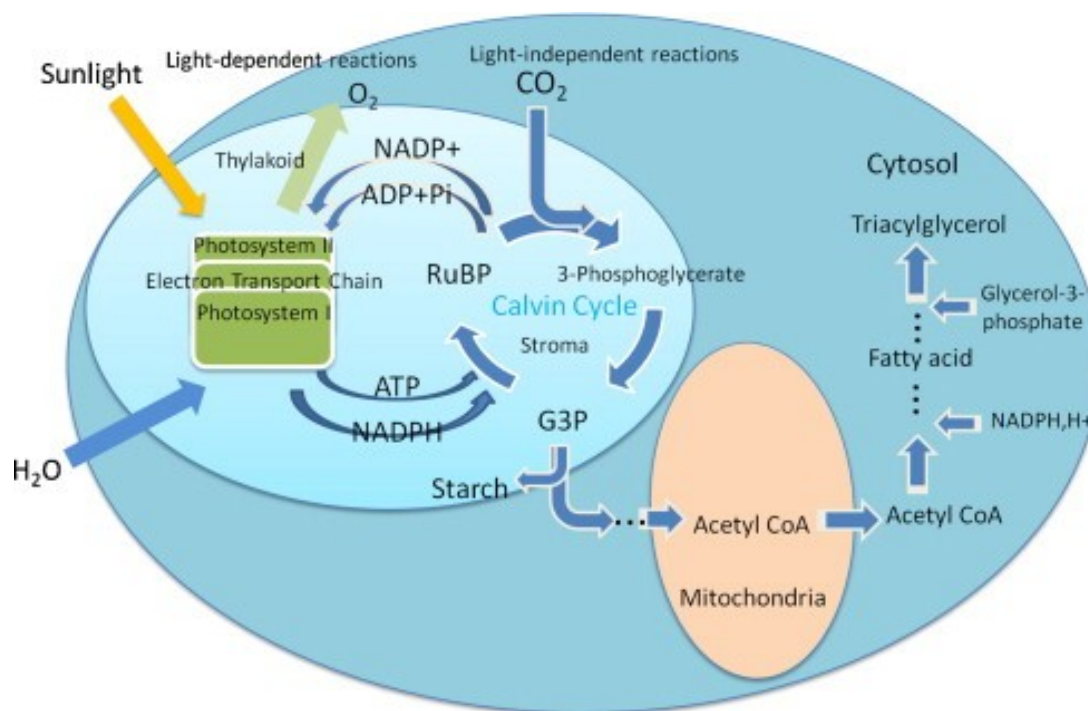 Light-dependent reactions
Light-independent reactions
Sunlight
O2
CO2
NADP+
Thylakoid
ADP+Pi
Cytosol
Triacylglycerol
Photosystem II
Electron Transport Chain
Photosystem I
RuBP
3-Phosphoglycerate
Calvin Cycle
Stroma
Glycerol-3-
phosphate
Fatty acid
ATP
NADPH
G3P
NADPH,H+
H2O
Starch
Acetyl CoA
Acetyl CoA
Mitochondria